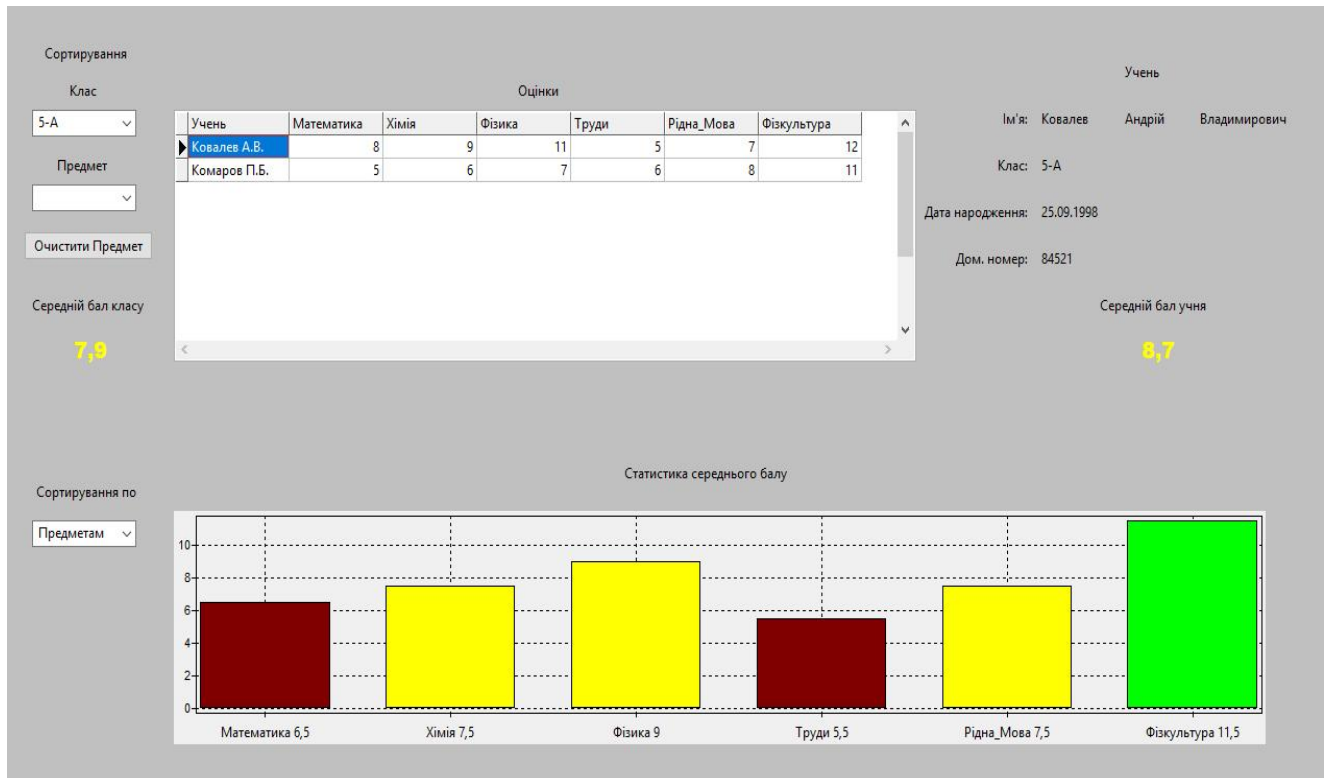 Сортирування
Клас
5-А
Предмет
Очистити Предмет
Середній бал класу
7,9
Оцінки
Учень Математика Хімія Фізика Труди Рідна_Мова Фізкультура
Ковалев А.В. 8 9 11 5 7 12
Комаров П.Б. 5 6 7 6 8 11
Учень
Ім'я: Ковалев Андрій Владимирович
Клас: 5-А
Дата народження: 25.09.1998
Дом. номер: 84521
Середній бал учня
8,7
Сортирування по
Предметам
Статистика середнього балу
10
8
6
4
2
0
Математика 6,5 Хімія 7,5 Фізика 9 Труди 5,5 Рідна_Мова 7,5 Фізкультура 11,5